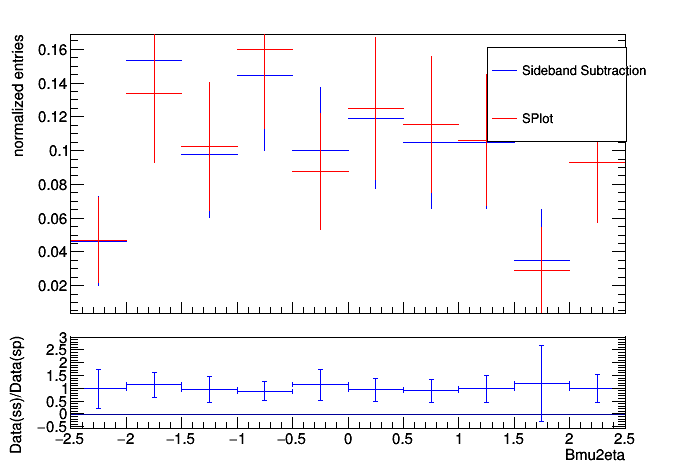 normalized entries
0.16
0.14
0.12
0.1
0.08
0.06
0.04
0.02
Sideband Subtraction
SPlot
Data(ss)/Data(sp)
3
2.5
2
1.5
1
0.5
0
−0.5
−2.5 −2 −1.5 −1 −0.5 0 0.5 1 1.5 2 2.5
Bmu2eta